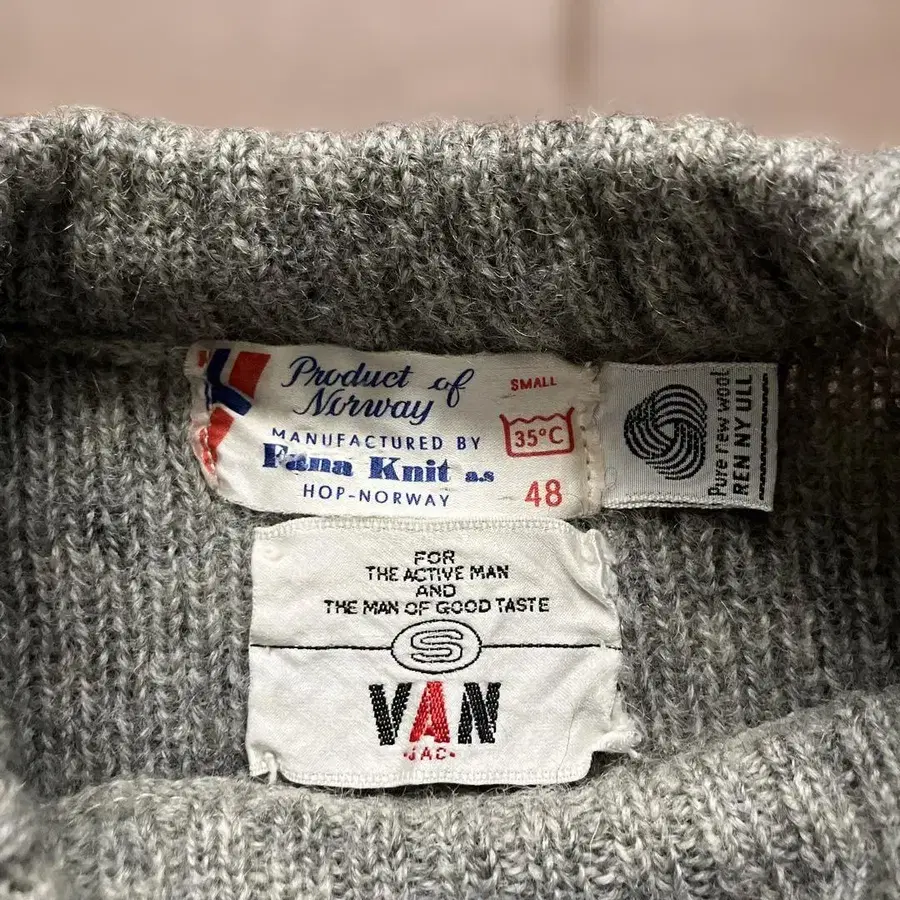 Product of
Norway
MANUFACTURED BY
Fana Knit a.s
HOP-NORWAY
SMALL
35°C
48
Pure new wool
REN NY ULL
FOR
THE ACTIVE MAN
AND
THE MAN OF GOOD TASTE
S
VAN
·JAC·